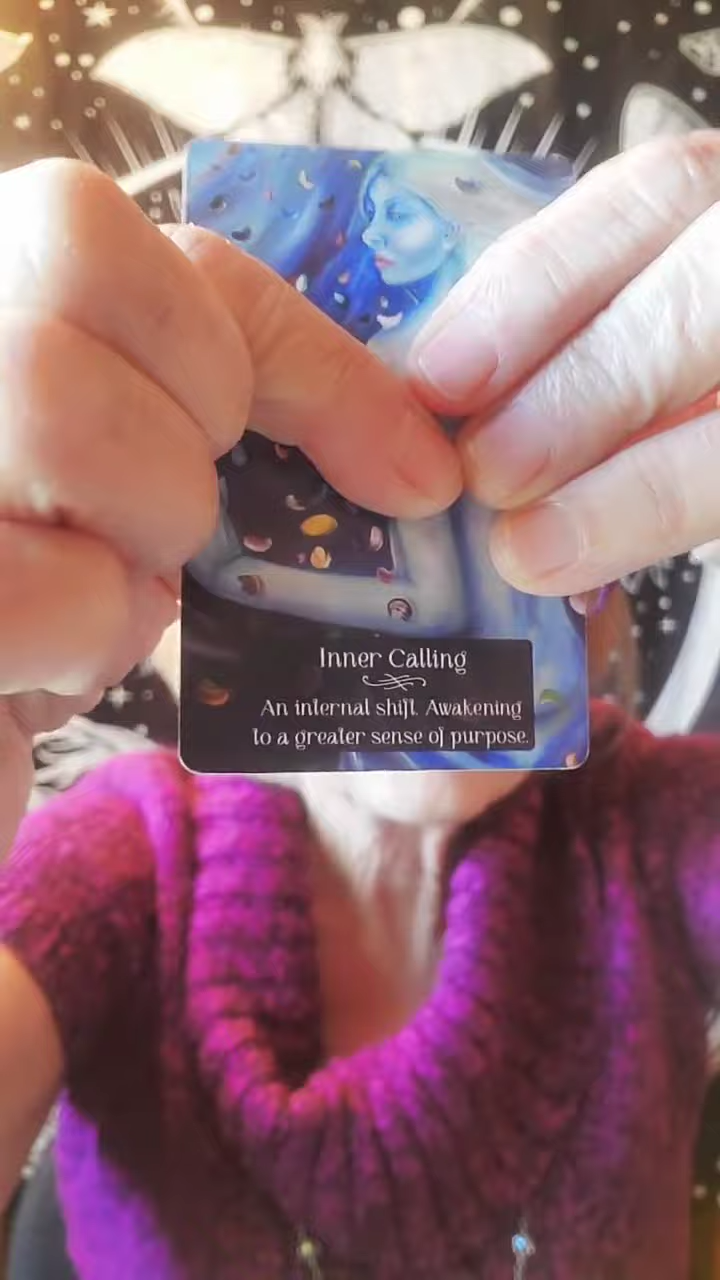 Inner Calling
An internal shift. Awakening
to a greater sense of purpose.